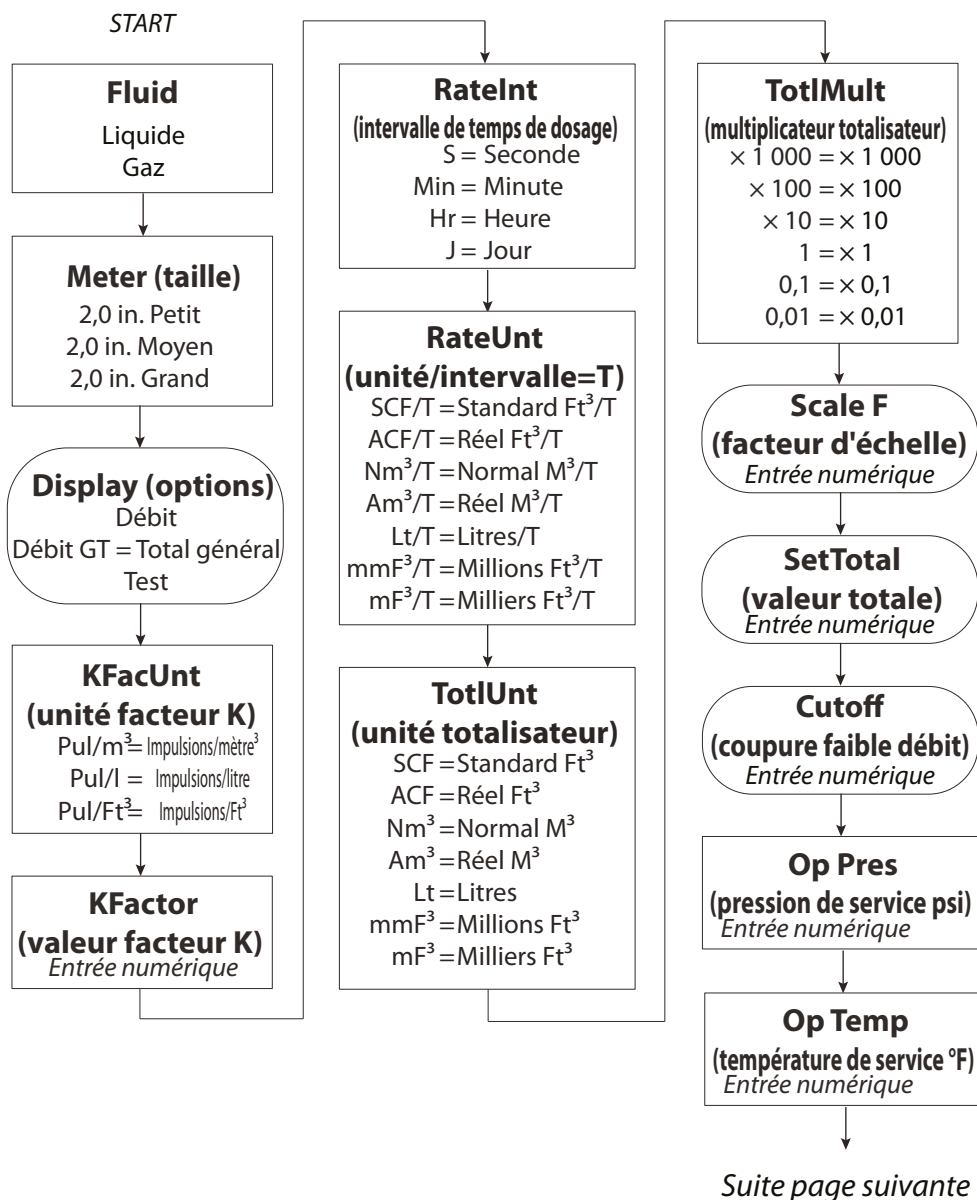 START
Fluid
Liquide
Gaz
Meter (taille)
2,0 in. Petit
2,0 in. Moyen
2,0 in. Grand
Display (options)
Débit
Débit GT = Total général
Test
KFacUnt
(unité facteur K)
Pul/m³= Impulsions/mètre³
Pul/l = Impulsions/litre
Pul/Ft³= Impulsions/Ft³
KFactor
(valeur facteur K)
Entrée numérique
RateInt
(intervalle de temps de dosage)
S = Seconde
Min = Minute
Hr = Heure
J = Jour
RateUnt
(unité/intervalle=T)
SCF/T = Standard Ft³/T
ACF/T = Réel Ft³/T
Nm³/T = Normal M³/T
Am³/T = Réel M³/T
Lt/T = Litres/T
mmF³/T = Millions Ft³/T
mF³/T = Milliers Ft³/T
TotlUnt
(unité totalisateur)
SCF = Standard Ft³
ACF = Réel Ft³
Nm³ = Normal M³
Am³ = Réel M³
Lt = Litres
mmF³ = Millions Ft³
mF³ = Milliers Ft³
TotlMult
(multiplicateur totalisateur)
× 1 000 = × 1 000
× 100 = × 100
× 10 = × 10
1 = × 1
0,1 = × 0,1
0,01 = × 0,01
Scale F
(facteur d'échelle)
Entrée numérique
SetTotal
(valeur totale)
Entrée numérique
Cutoff
(coupure faible débit)
Entrée numérique
Op Pres
(pression de service psi)
Entrée numérique
Op Temp
(température de service °F)
Entrée numérique
Suite page suivante